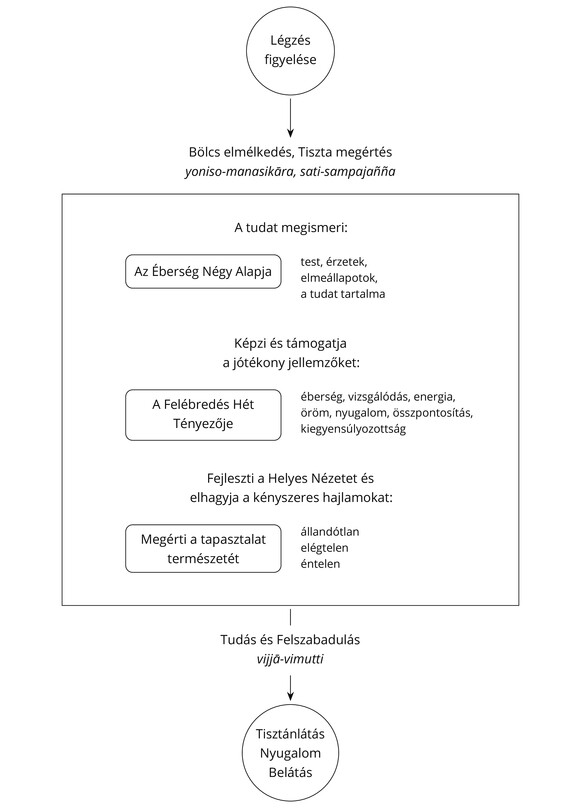 Légzés
figyelése
Bölcs elmélkedés, Tiszta megértés
yoniso-manasikāra, sati-sampajañña
A tudat megismeri:
Az Éberség Négy Alapja
test, érzetek,
elmeállapotok,
a tudat tartalma
Képzi és támogatja
a jótékony jellemzőket:
A Felébredés Hét
Tényezője
éberség, vizsgálódás, energia,
öröm, nyugalom, összpontosítás,
kiegyensúlyozottság
Fejleszti a Helyes Nézetet és
elhagyja a kényszeres hajlamokat:
Megérti a tapasztalat
természetét
állandótlan
elégtelen
éntelen
Tudás és Felszabadulás
vijjā-vimutti
Tisztánlátás
Nyugalom
Belátás